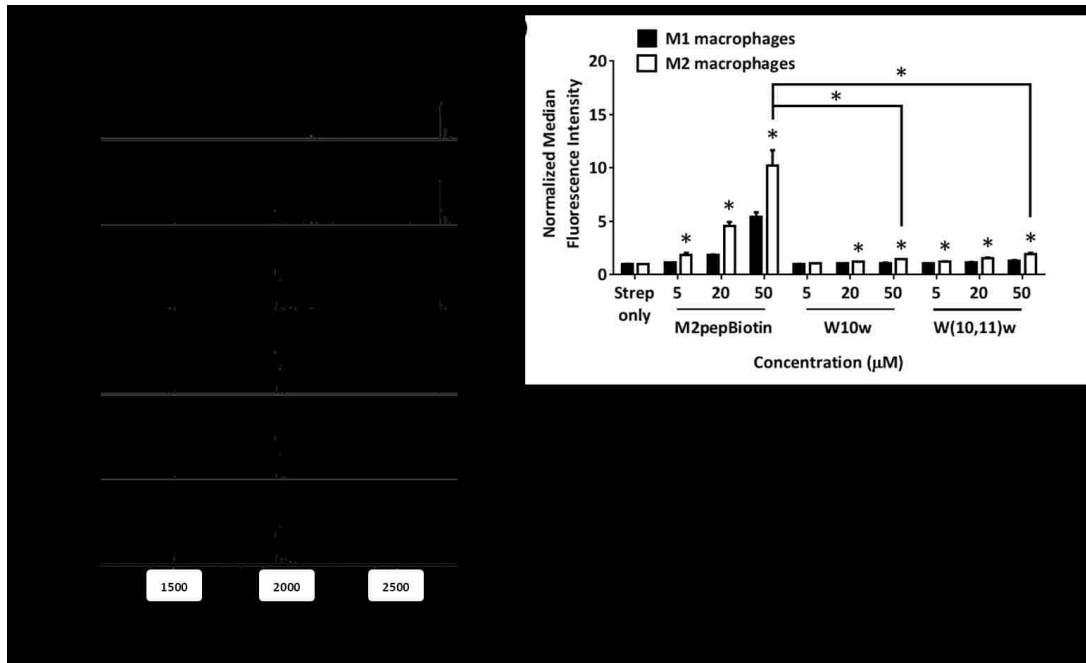 M1 macrophages
M2 macrophages
Normalized Median
Fluorescence Intensity
20
15
10
5
0
*
*
* * * * * * * *
Strep
only
5 20 50 5 20 50 5 20 50
M2pepBiotin W10w W(10,11)w
Concentration (μM)
1500 2000 2500